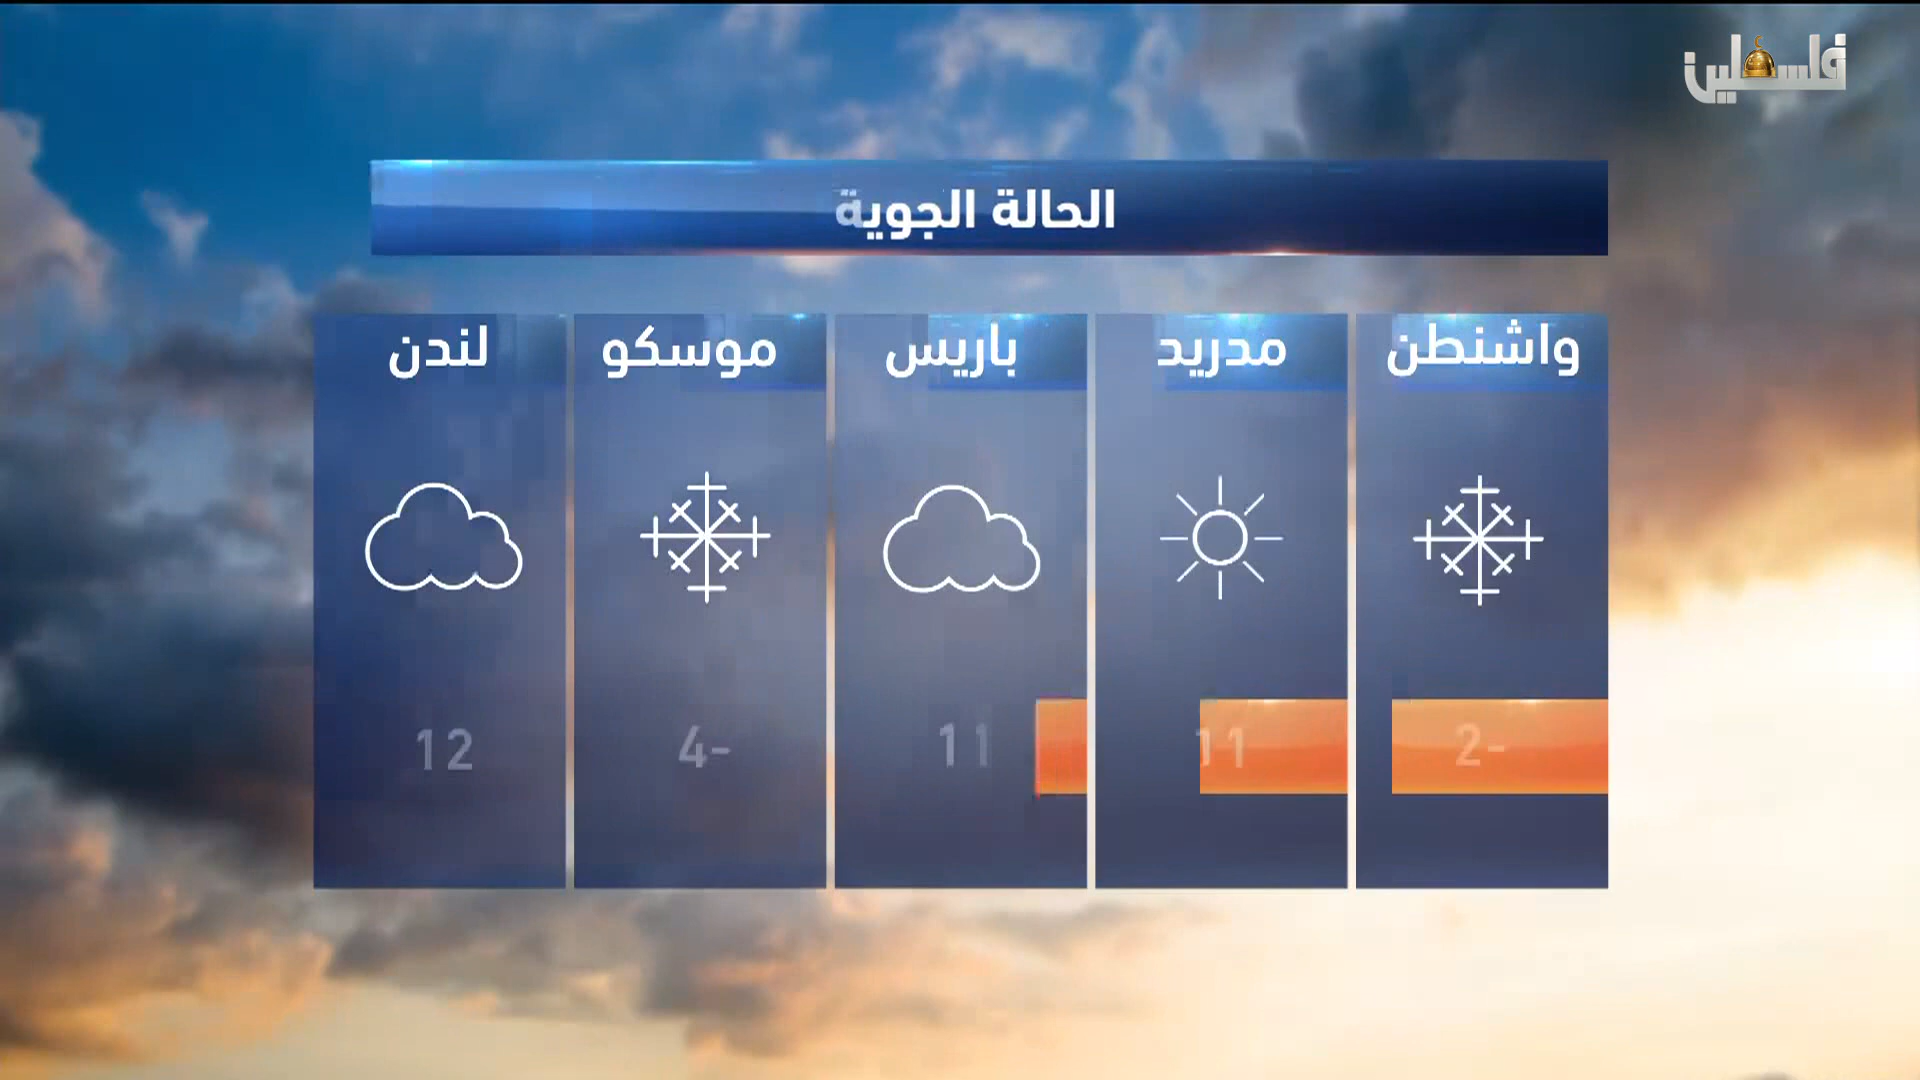 فلسطين
الحالة الجوية
واشنطن
مدريد
باريس
موسكو
لندن
2-
11
11
4-
12